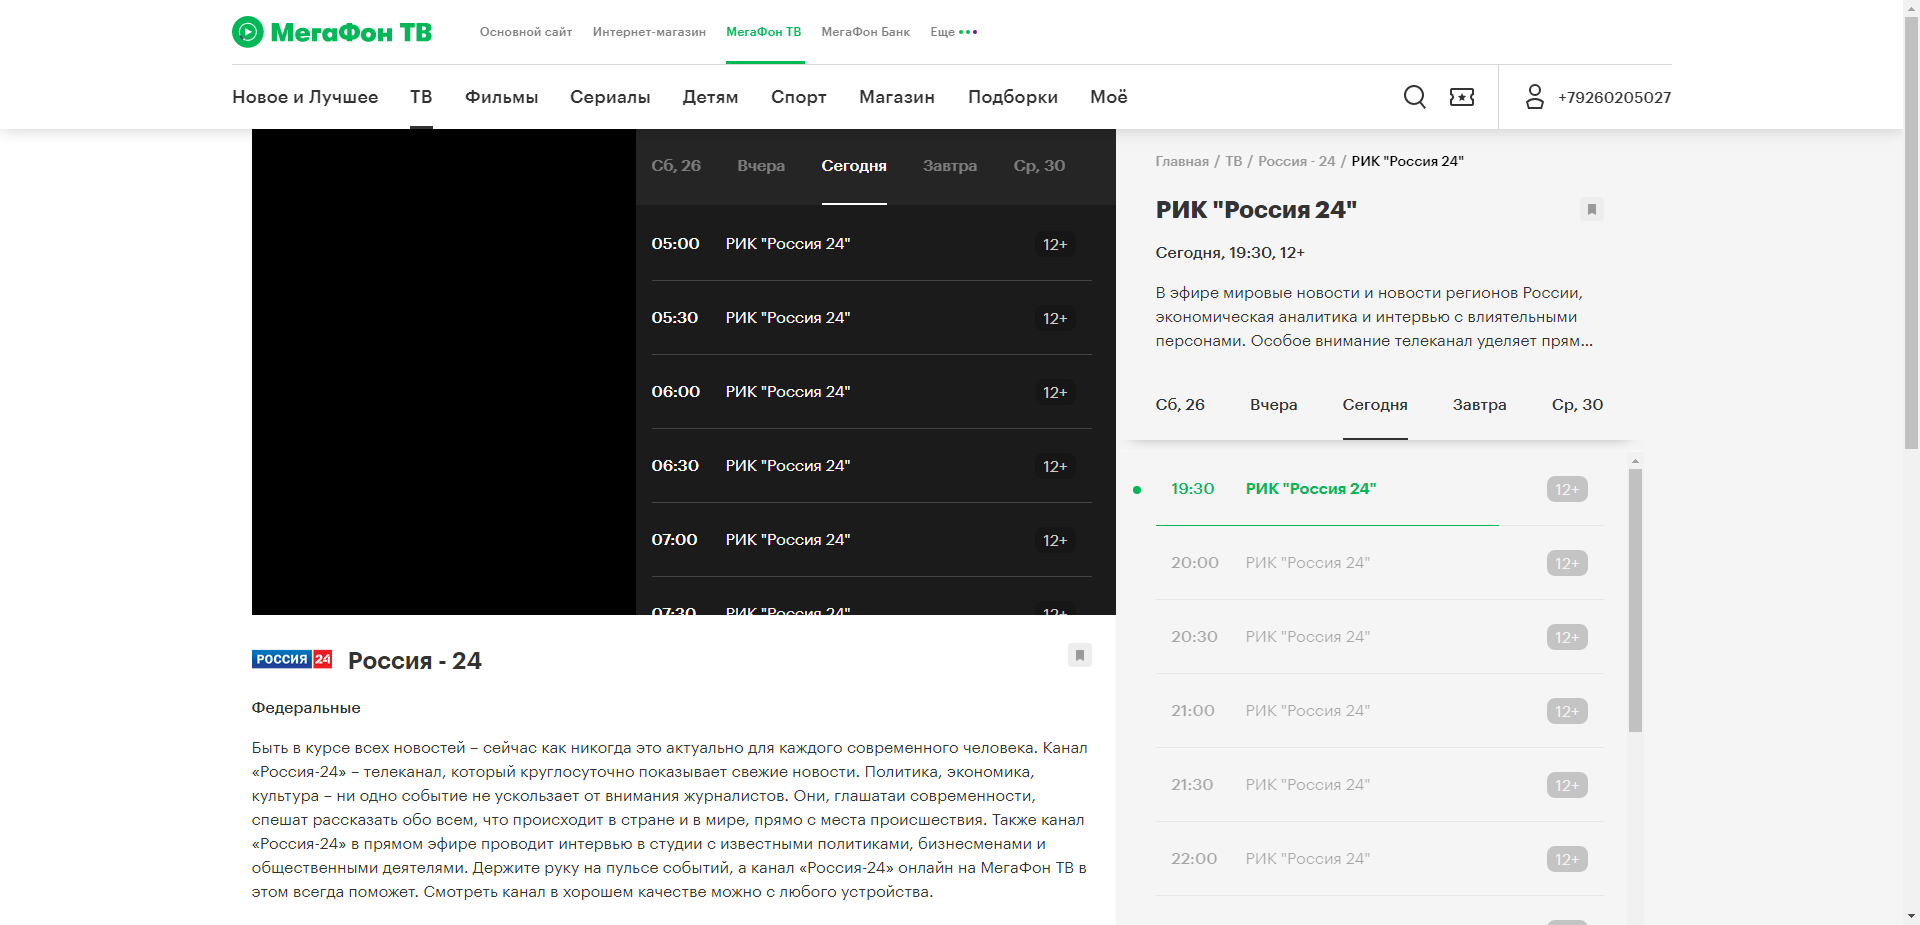 МегаФон ТВ
Основной сайт Интернет-магазин МегаФон ТВ МегаФон Банк Еще
Новое и Лучшее ТВ Фильмы Сериалы Детям Спорт Магазин Подборки Моё
+79260205027
Сб, 26 Вчера Сегодня Завтра Ср, 30
05:00 РИК "Россия 24" 12+
05:30 РИК "Россия 24" 12+
06:00 РИК "Россия 24" 12+
06:30 РИК "Россия 24" 12+
07:00 РИК "Россия 24" 12+
07:30 РИК "Россия 24" 12+
РОССИЯ 24
Россия - 24
Федеральные
Быть в курсе всех новостей – сейчас как никогда это актуально для каждого современного человека. Канал
«Россия-24» – телеканал, который круглосуточно показывает свежие новости. Политика, экономика,
культура – ни одно событие не ускользает от внимания журналистов. Они, глашатаи современности,
спешат рассказать обо всем, что происходит в стране и в мире, прямо с места происшествия. Также канал
«Россия-24» в прямом эфире проводит интервью в студии с известными политиками, бизнесменами и
общественными деятелями. Держите руку на пульсе событий, а канал «Россия-24» онлайн на МегаФон ТВ в
этом всегда поможет. Смотреть канал в хорошем качестве можно с любого устройства.
Главная / ТВ / Россия - 24 / РИК "Россия 24"
РИК "Россия 24"
Сегодня, 19:30, 12+
В эфире мировые новости и новости регионов России,
экономическая аналитика и интервью с влиятельными
персонами. Особое внимание телеканал уделяет прям...
Сб, 26 Вчера Сегодня Завтра Ср, 30
19:30 РИК "Россия 24" 12+
20:00 РИК "Россия 24" 12+
20:30 РИК "Россия 24" 12+
21:00 РИК "Россия 24" 12+
21:30 РИК "Россия 24" 12+
22:00 РИК "Россия 24" 12+